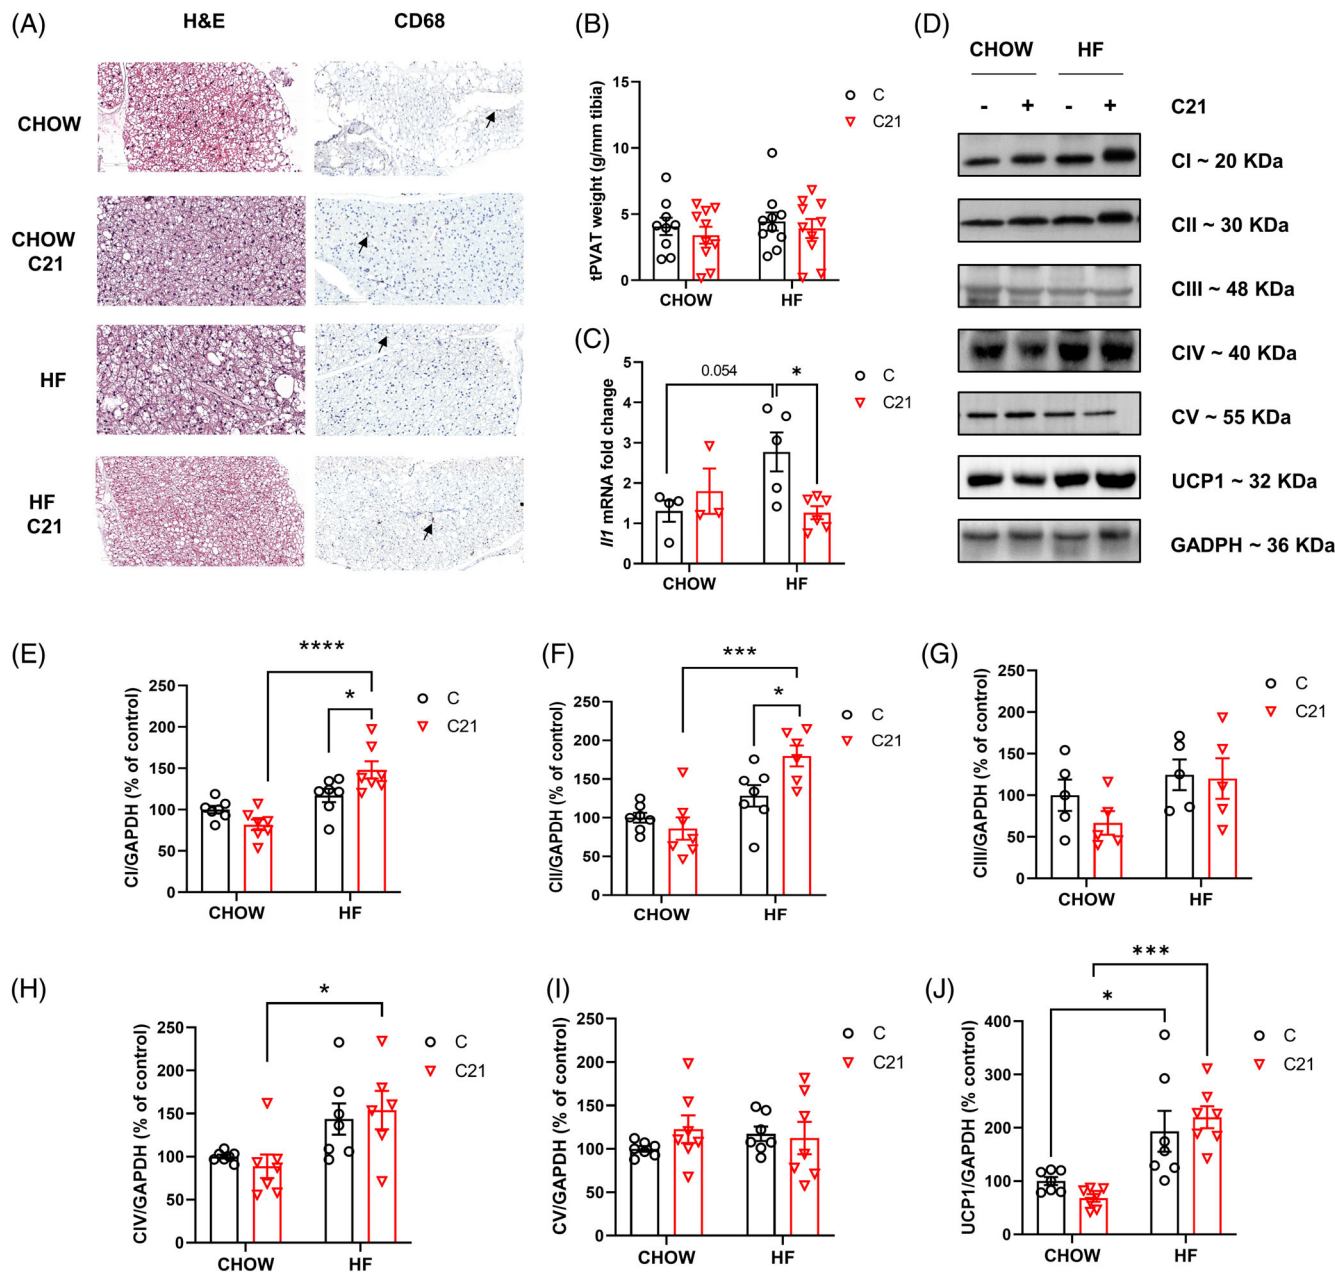 (A)
H&E
CD68
CHOW
CHOW
C21
HF
HF
C21
(B)
tPVAT weight (g/mm tibia)
15
10
5
0
CHOW
HF
C
C21
(C)
Il1 mRNA fold change
5
4
3
2
1
0
0.054
*
CHOW
HF
C
C21
(D)
CHOW
HF
- + - +
C21
CI ~ 20 KDa
CII ~ 30 KDa
CIII ~ 48 KDa
CIV ~ 40 KDa
CV ~ 55 KDa
UCP1 ~ 32 KDa
GADPH ~ 36 KDa
(E)
CI/GAPDH (% of control)
250
200
150
100
50
0
****
*
CHOW
HF
C
C21
(F)
CII/GAPDH (% of control)
250
200
150
100
50
0
***
*
CHOW
HF
C
C21
(G)
CIII/GAPDH (% of control)
250
200
150
100
50
0
CHOW
HF
C
C21
(H)
CIV/GAPDH (% of control)
250
200
150
100
50
0
*
CHOW
HF
C
C21
(I)
CV/GAPDH (% of control)
250
200
150
100
50
0
CHOW
HF
C
C21
(J)
UCP1/GAPDH (% of control)
400
300
200
100
0
***
*
CHOW
HF
C
C21